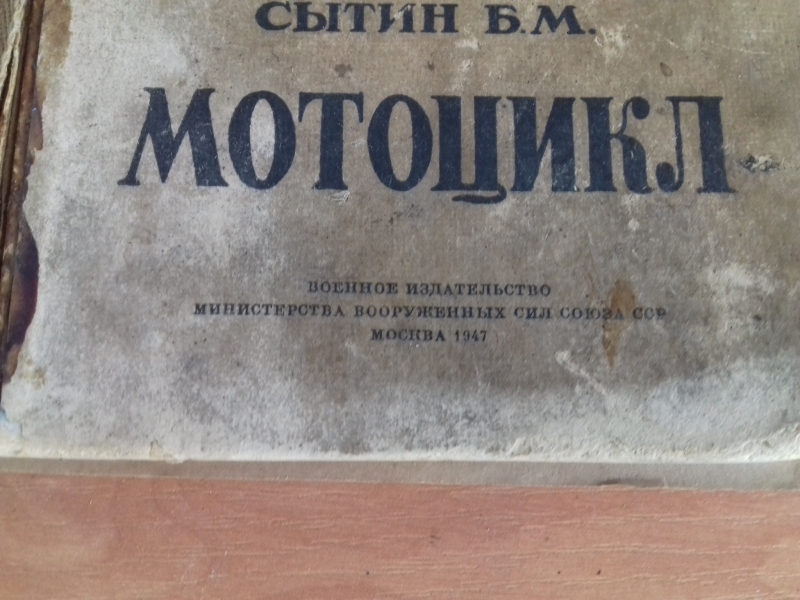 СЫТИН Б.М.
МОТОЦИКЛ
ВОЕННОЕ ИЗДАТЕЛЬСТВО
МИНИСТЕРСТВА ВООРУЖЕННЫХ СИЛ СОЮЗА ССР
МОСКВА 1947